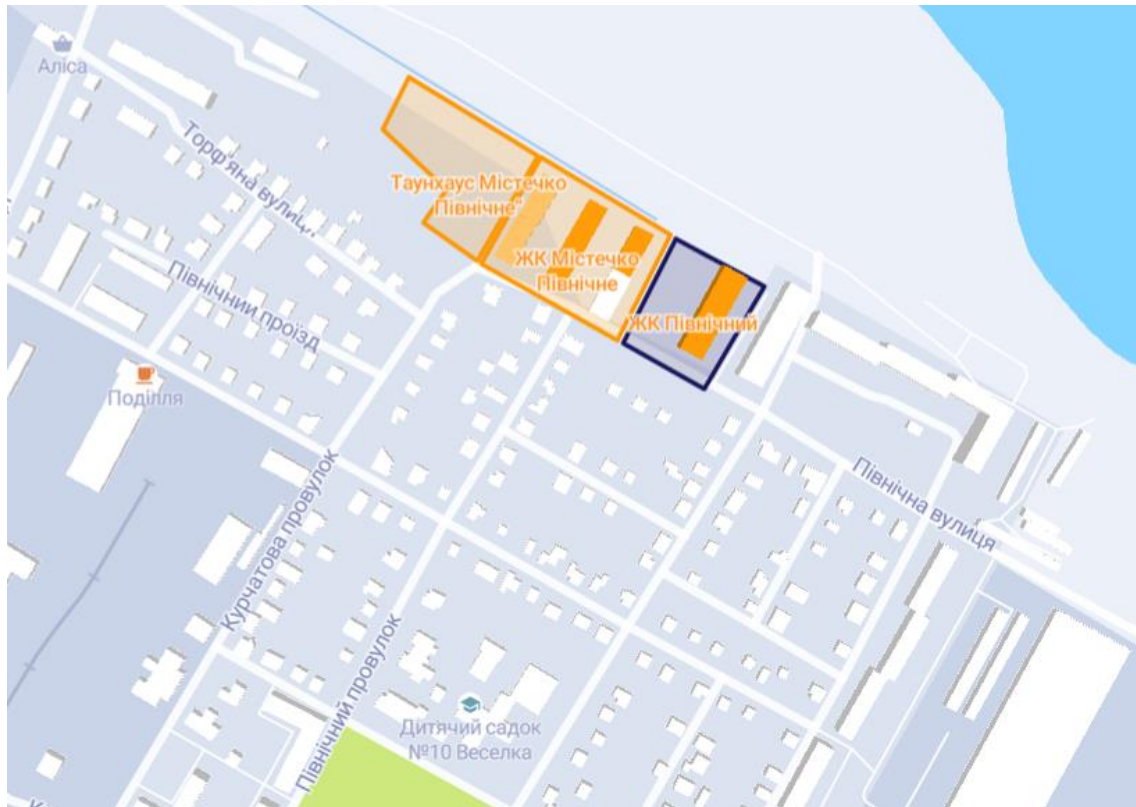 Аліса
Торф'яна вулиця
Таунхаус Містечко
Північне"
ЖК Містечко
Північне
ЖК Північний
Північний проїзд
Поділля
Північна вулиця
Курчатова провулок
Північний провулок
Дитячий садок
№10 Веселка